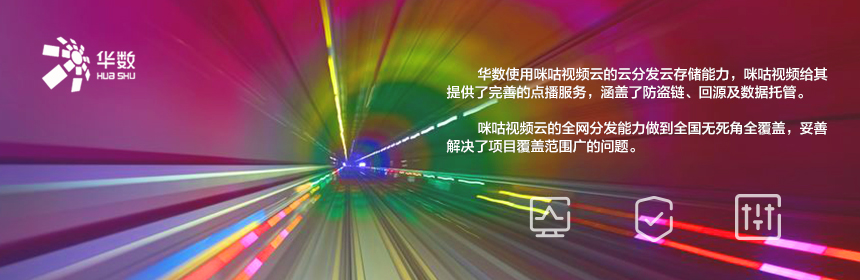 华数
HUA SHU
华数使用咪咕视频云的云分发云存储能力，咪咕视频给其
提供了完善的点播服务，涵盖了防盗链、回源及数据托管。
咪咕视频云的全网分发能力做到全国无死角全覆盖，妥善
解决了项目覆盖范围广的问题。